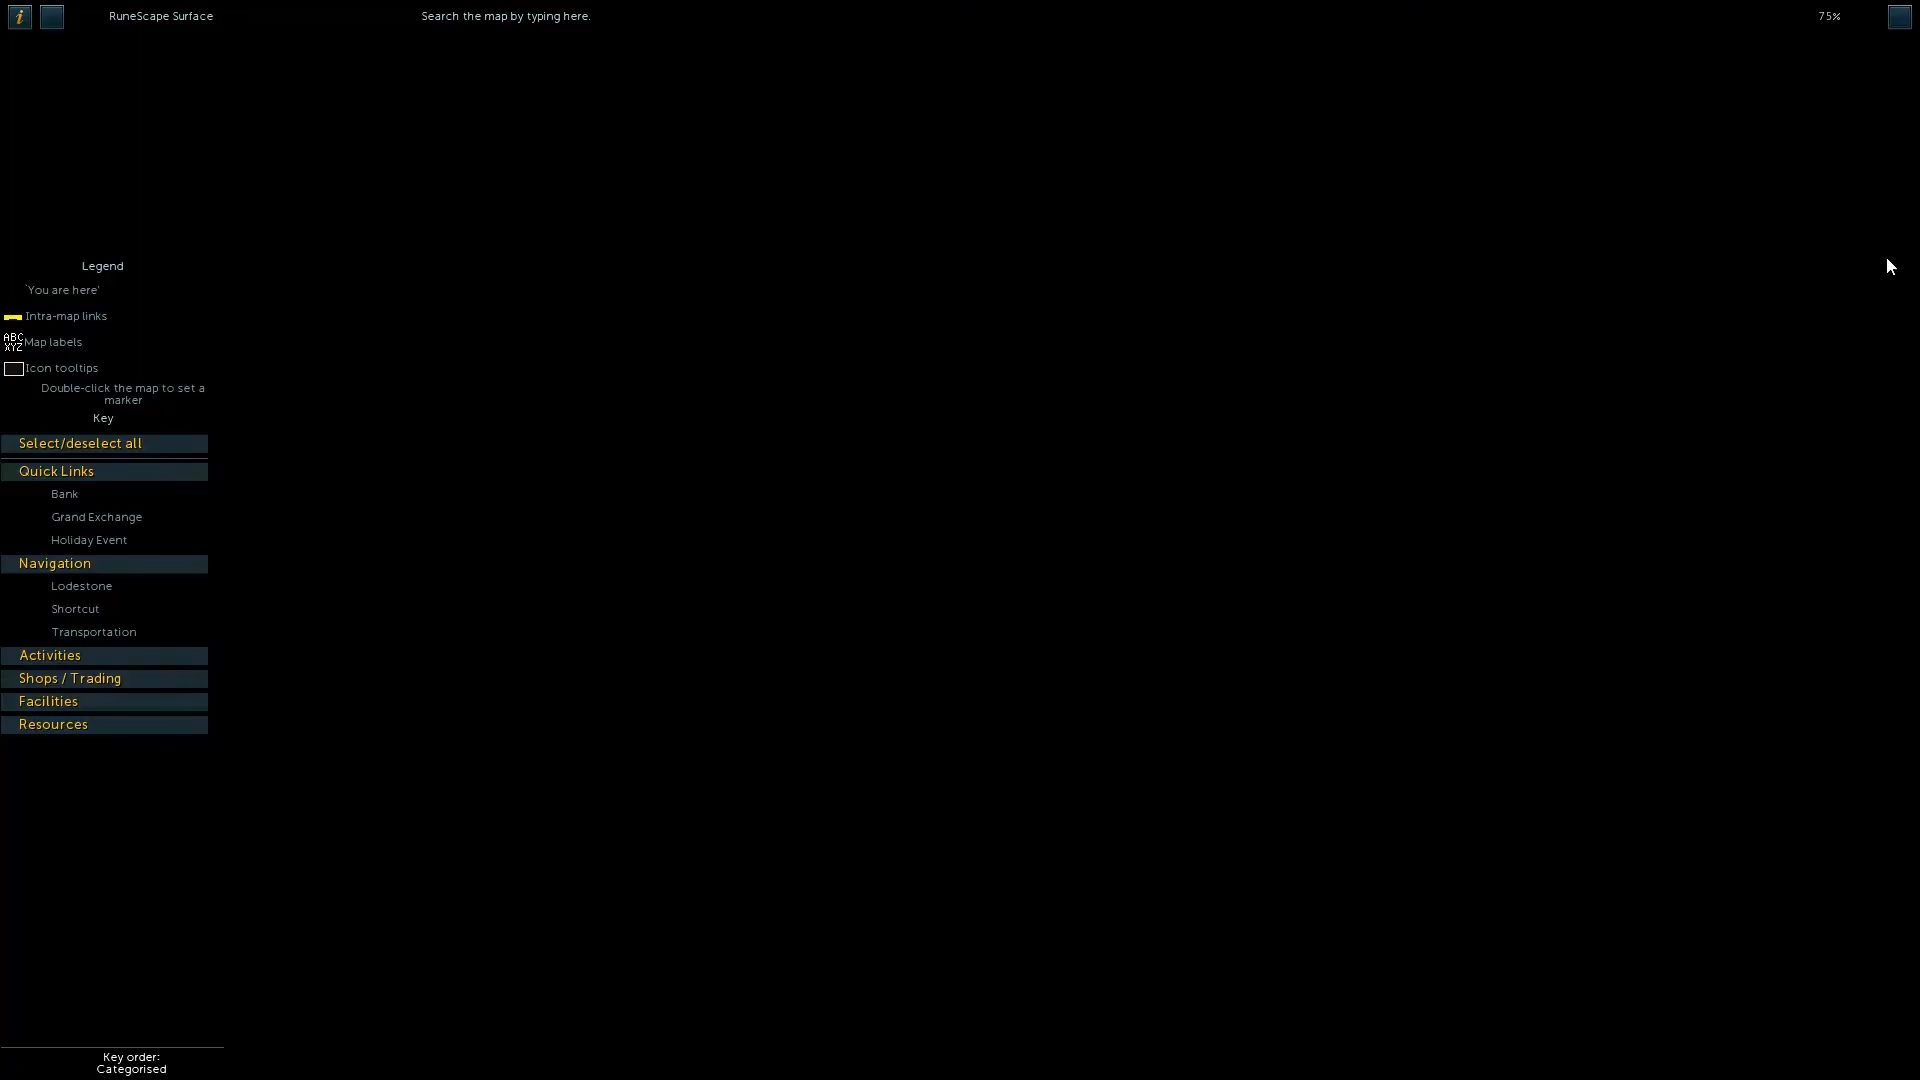 RuneScape Surface
Search the map by typing here.
75%
Legend
'You are here'
Intra-map links
ABC
XYZ
Map labels
Icon tooltips
Double-click the map to set a
marker
Key
Select/deselect all
Quick Links
Bank
Grand Exchange
Holiday Event
Navigation
Lodestone
Shortcut
Transportation
Activities
Shops / Trading
Facilities
Resources
Key order:
Categorised